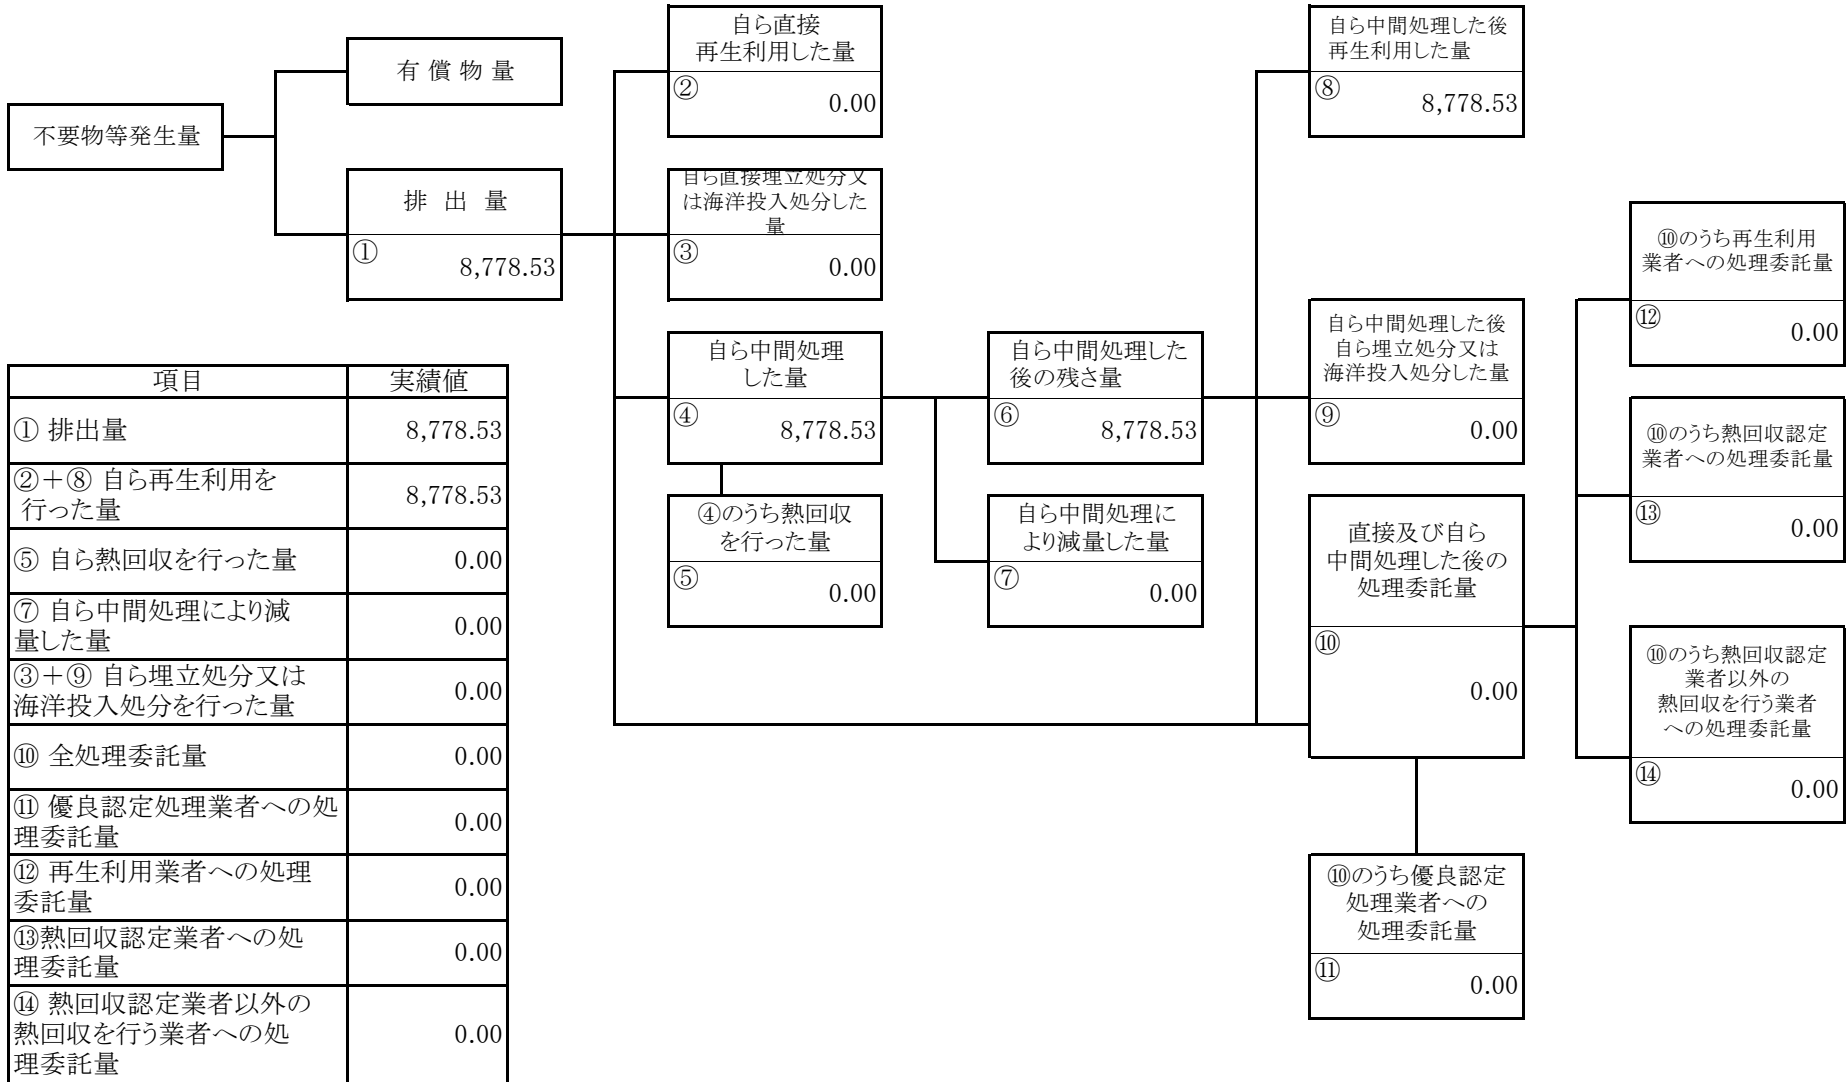 不要物等発生量
有 償 物 量
排 出 量
①
8,778.53
自ら直接
再生利用した量
②
0.00
自ら直接埋立処分又
は海洋投入処分した
量
③
0.00
自ら中間処理
した量
④
8,778.53
④のうち熱回収
を行った量
⑤
0.00
自ら中間処理した
後の残さ量
⑥
8,778.53
自ら中間処理に
より減量した量
⑦
0.00
自ら中間処理した後
再生利用した量
⑧
8,778.53
自ら中間処理した後
自ら埋立処分又は
海洋投入処分した量
⑨
0.00
直接及び自ら
中間処理した後の
処理委託量
⑩
0.00
⑩のうち優良認定
処理業者への
処理委託量
⑪
0.00
⑩のうち再生利用
業者への処理委託量
⑫
0.00
⑩のうち熱回収認定
業者への処理委託量
⑬
0.00
⑩のうち熱回収認定
業者以外の
熱回収を行う業者
への処理委託量
⑭
0.00
項目 実績値
① 排出量 8,778.53
②＋⑧ 自ら再生利用を
行った量 8,778.53
⑤ 自ら熱回収を行った量 0.00
⑦ 自ら中間処理により減
量した量 0.00
③＋⑨ 自ら埋立処分又は
海洋投入処分を行った量 0.00
⑩ 全処理委託量 0.00
⑪ 優良認定処理業者への処
理委託量 0.00
⑫ 再生利用業者への処理
委託量 0.00
⑬熱回収認定業者への処
理委託量 0.00
⑭ 熱回収認定業者以外の
熱回収を行う業者への処
理委託量 0.00